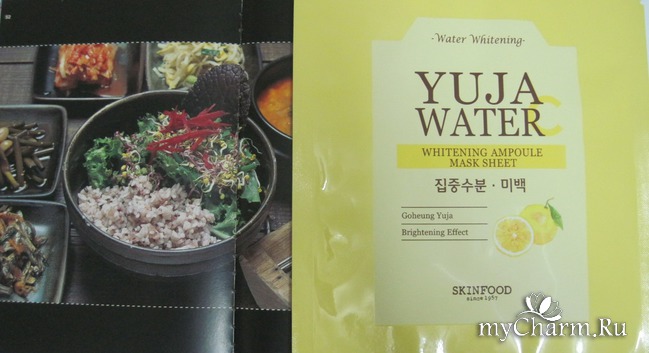 -Water Whitening-
YUJA
WATER C
WHITENING AMPOULE
MASK SHEET
집중수분 · 미백
Goheung Yuja
Brightening Effect
SKINFOOD
since 1957
myCharm.Ru